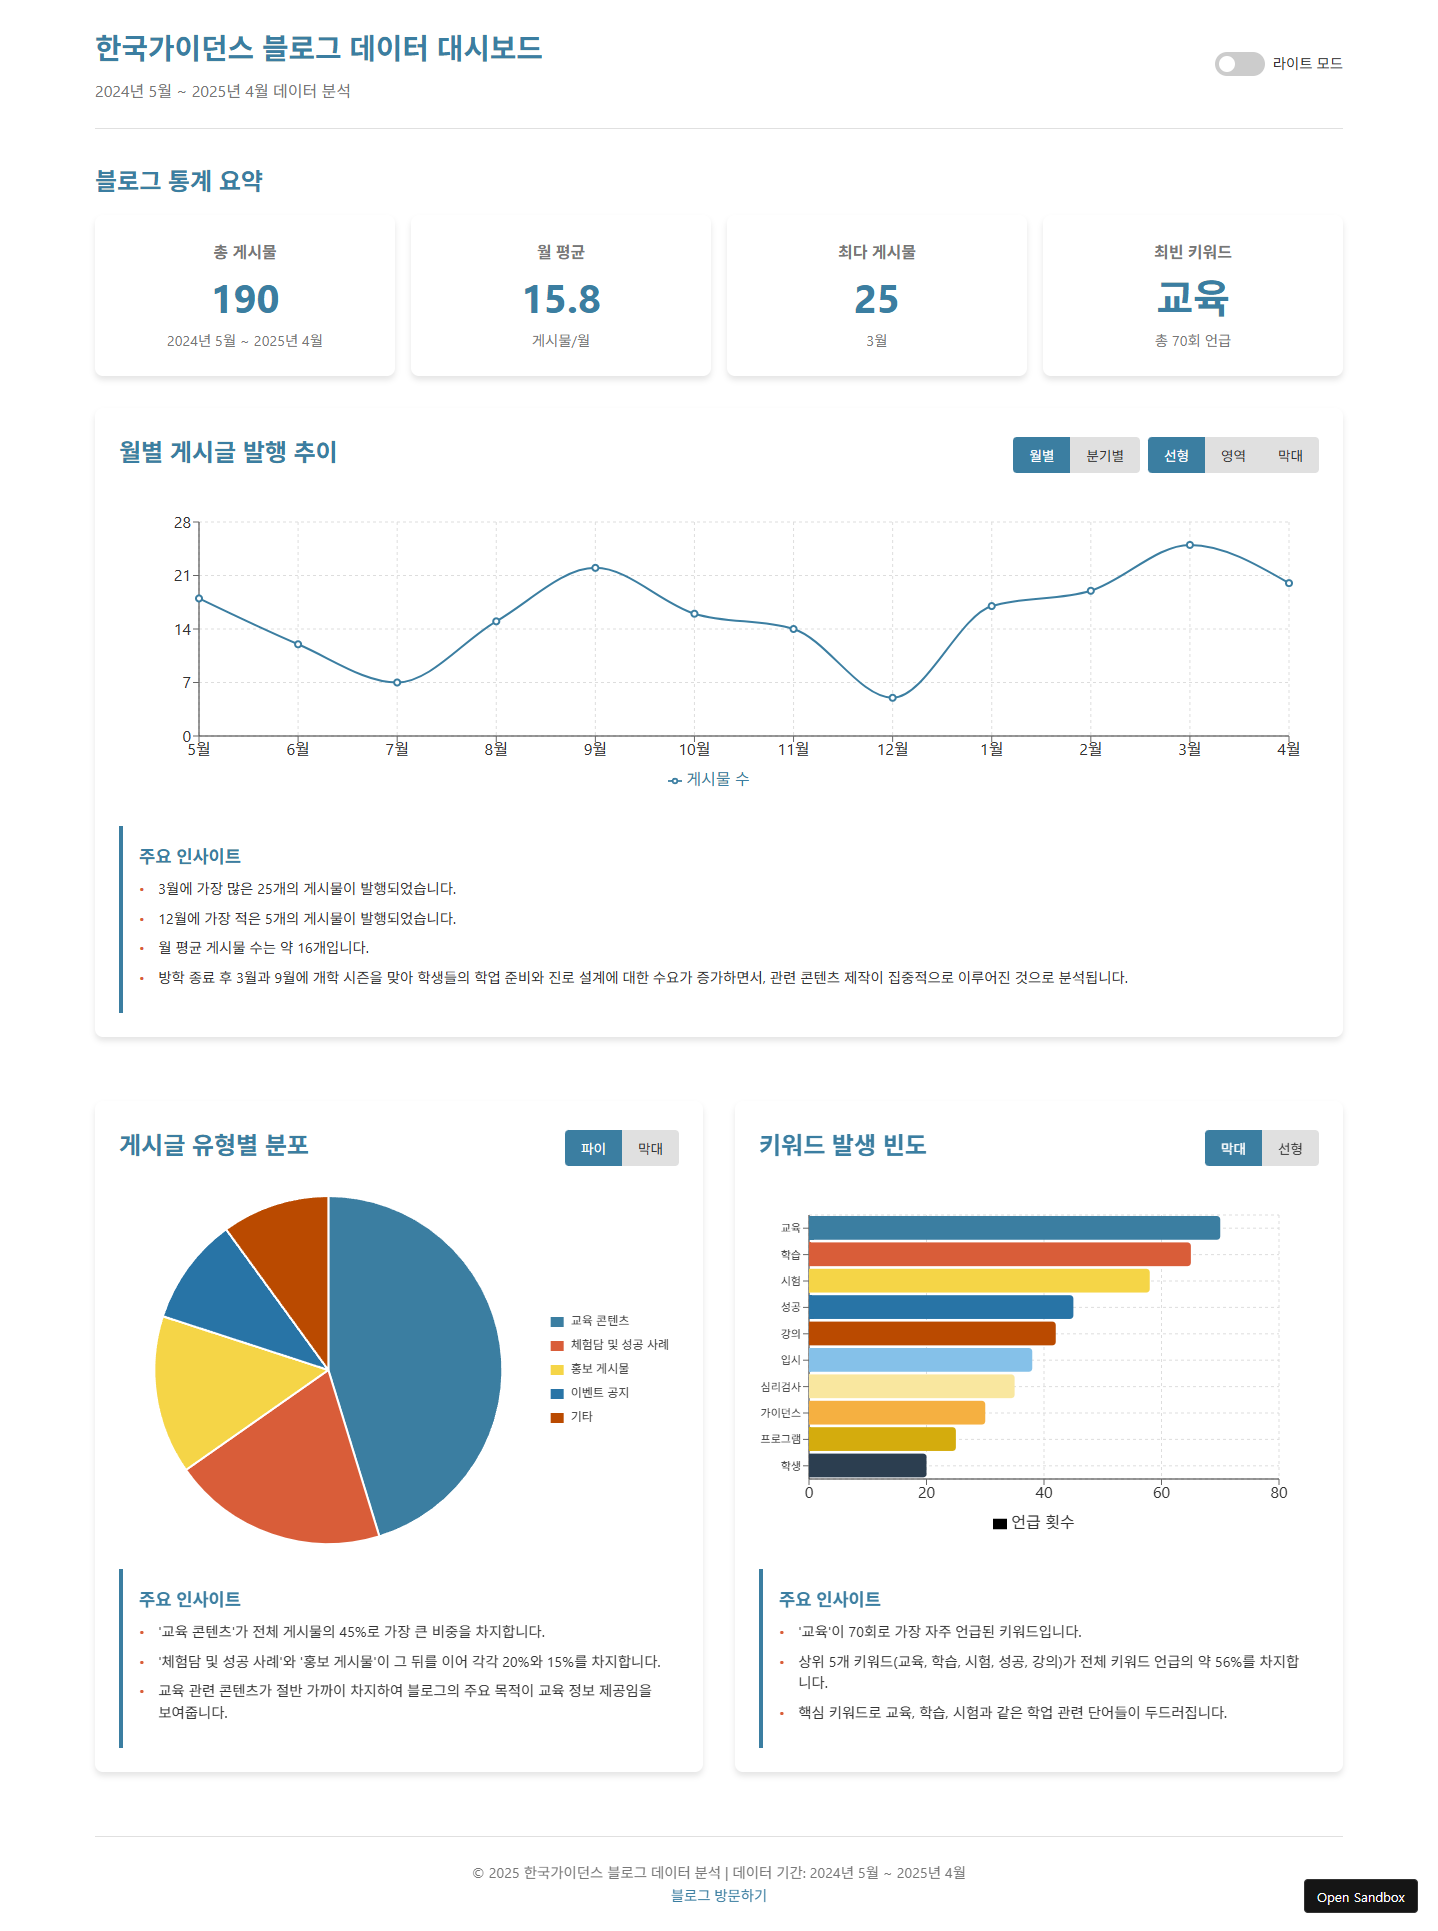 한국가이던스 블로그 데이터 대시보드
2024년 5월 ~ 2025년 4월 데이터 분석
라이트 모드
블로그 통계 요약
총 게시물
190
2024년 5월 ~ 2025년 4월
월 평균
15.8
게시물/월
최다 게시물
25
3월
최빈 키워드
교육
총 70회 언급
월별 게시글 발행 추이
월별 분기별 선형 영역 막대
28
21
14
7
0
5월 6월 7월 8월 9월 10월 11월 12월 1월 2월 3월 4월
게시물 수
주요 인사이트
• 3월에 가장 많은 25개의 게시물이 발행되었습니다.
• 12월에 가장 적은 5개의 게시물이 발행되었습니다.
• 월 평균 게시물 수는 약 16개입니다.
• 방학 종료 후 3월과 9월에 개학 시즌을 맞아 학생들의 학업 준비와 진로 설계에 대한 수요가 증가하면서, 관련 콘텐츠 제작이 집중적으로 이루어진 것으로 분석됩니다.
게시글 유형별 분포
파이 막대
교육 콘텐츠
체험담 및 성공 사례
홍보 게시물
이벤트 공지
기타
주요 인사이트
• '교육 콘텐츠'가 전체 게시물의 45%로 가장 큰 비중을 차지합니다.
• '체험담 및 성공 사례'와 '홍보 게시물'이 그 뒤를 이어 각각 20%와 15%를 차지합니다.
• 교육 관련 콘텐츠가 절반 가까이 차지하여 블로그의 주요 목적이 교육 정보 제공임을
보여줍니다.
키워드 발생 빈도
막대 선형
교육
학습
시험
성공
강의
입시
심리검사
가이던스
프로그램
학생
0 20 40 60 80
언급 횟수
주요 인사이트
• '교육'이 70회로 가장 자주 언급된 키워드입니다.
• 상위 5개 키워드(교육, 학습, 시험, 성공, 강의)가 전체 키워드 언급의 약 56%를 차지합
니다.
• 핵심 키워드로 교육, 학습, 시험과 같은 학업 관련 단어들이 두드러집니다.
© 2025 한국가이던스 블로그 데이터 분석 | 데이터 기간: 2024년 5월 ~ 2025년 4월
블로그 방문하기
Open Sandbox